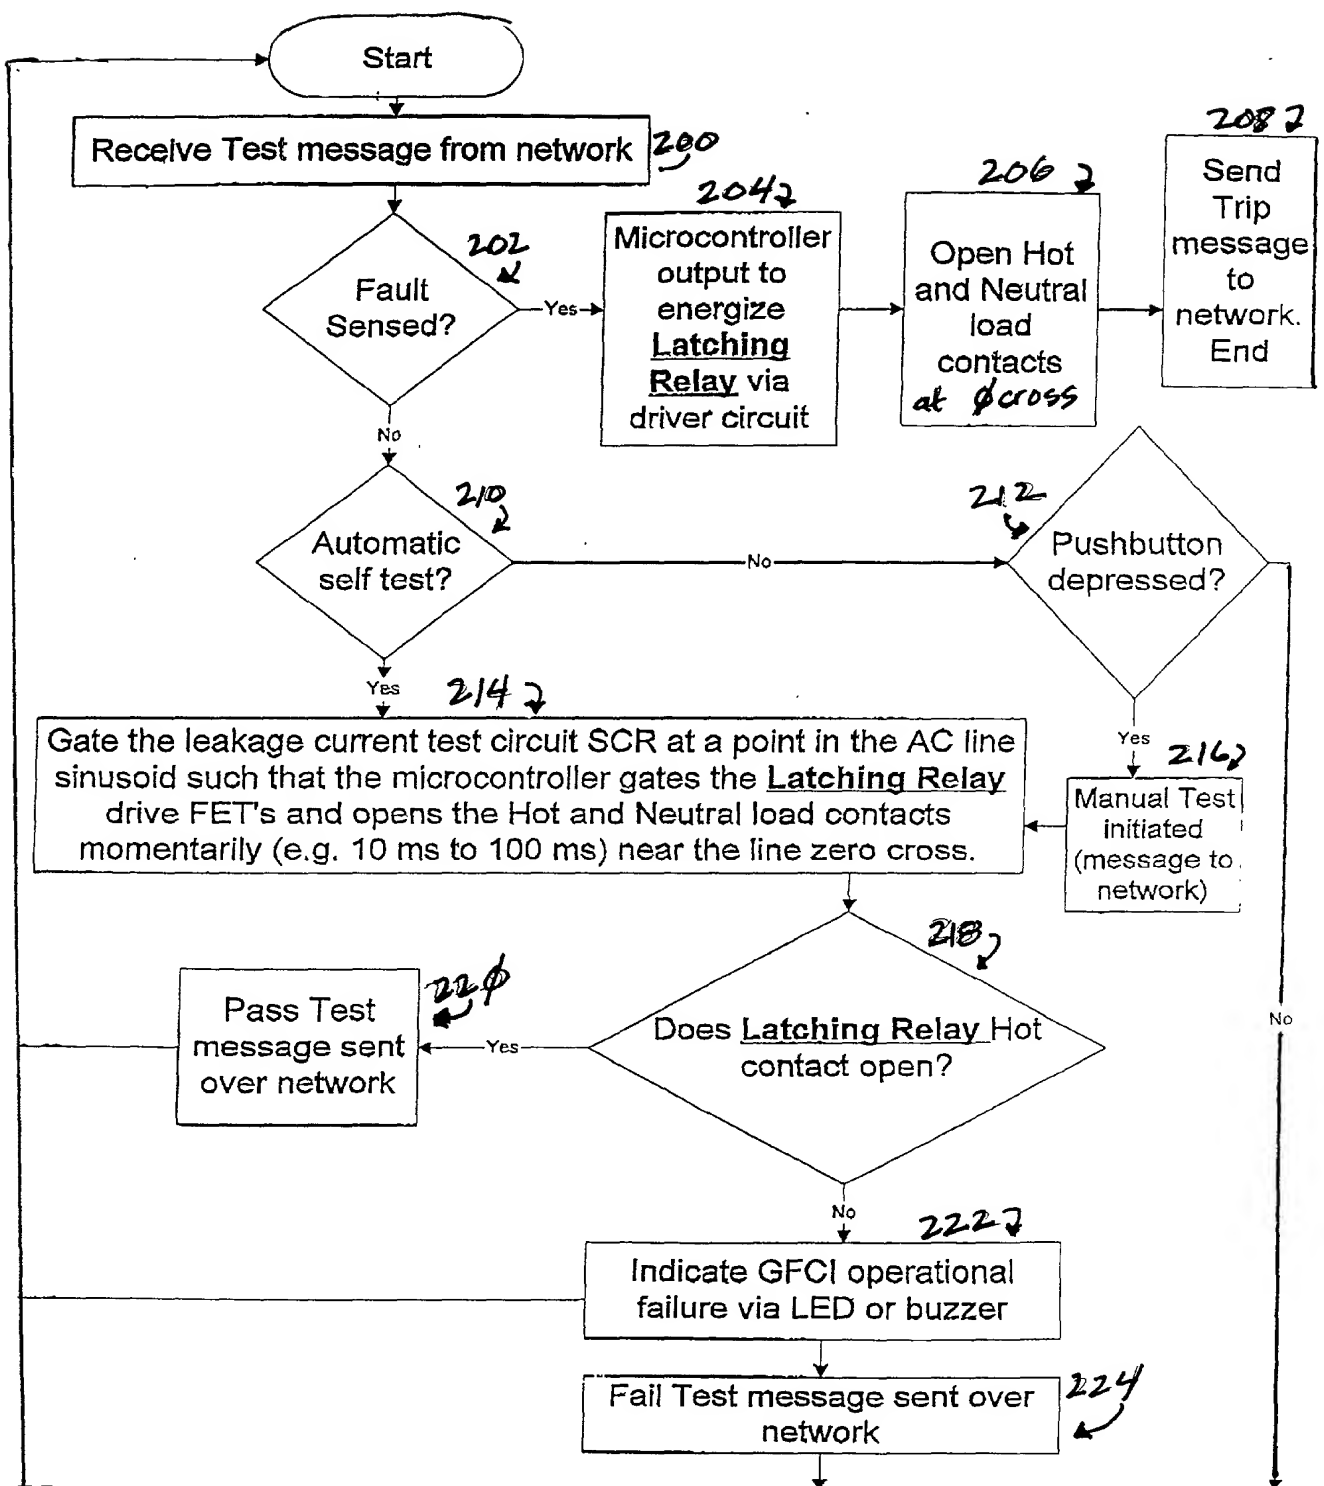 Start
Receive Test message from network
200
Fault
Sensed?
202
Yes
204
Microcontroller
output to
energize
Latching
Relay via
driver circuit
206
Open Hot
and Neutral
load
contacts
at øcross
208
Send
Trip
message
to
network.
End
No
Automatic
self test?
210
No
212
Pushbutton
depressed?
Yes
214
Gate the leakage current test circuit SCR at a point in the AC line
sinusoid such that the microcontroller gates the Latching Relay
drive FET's and opens the Hot and Neutral load contacts
momentarily (e.g. 10 ms to 100 ms) near the line zero cross.
Yes
216
Manual Test
initiated
(message to
network)
218
Does Latching Relay Hot
contact open?
Yes
22ø
Pass Test
message sent
over network
No
No
222
Indicate GFCI operational
failure via LED or buzzer
224
Fail Test message sent over
network